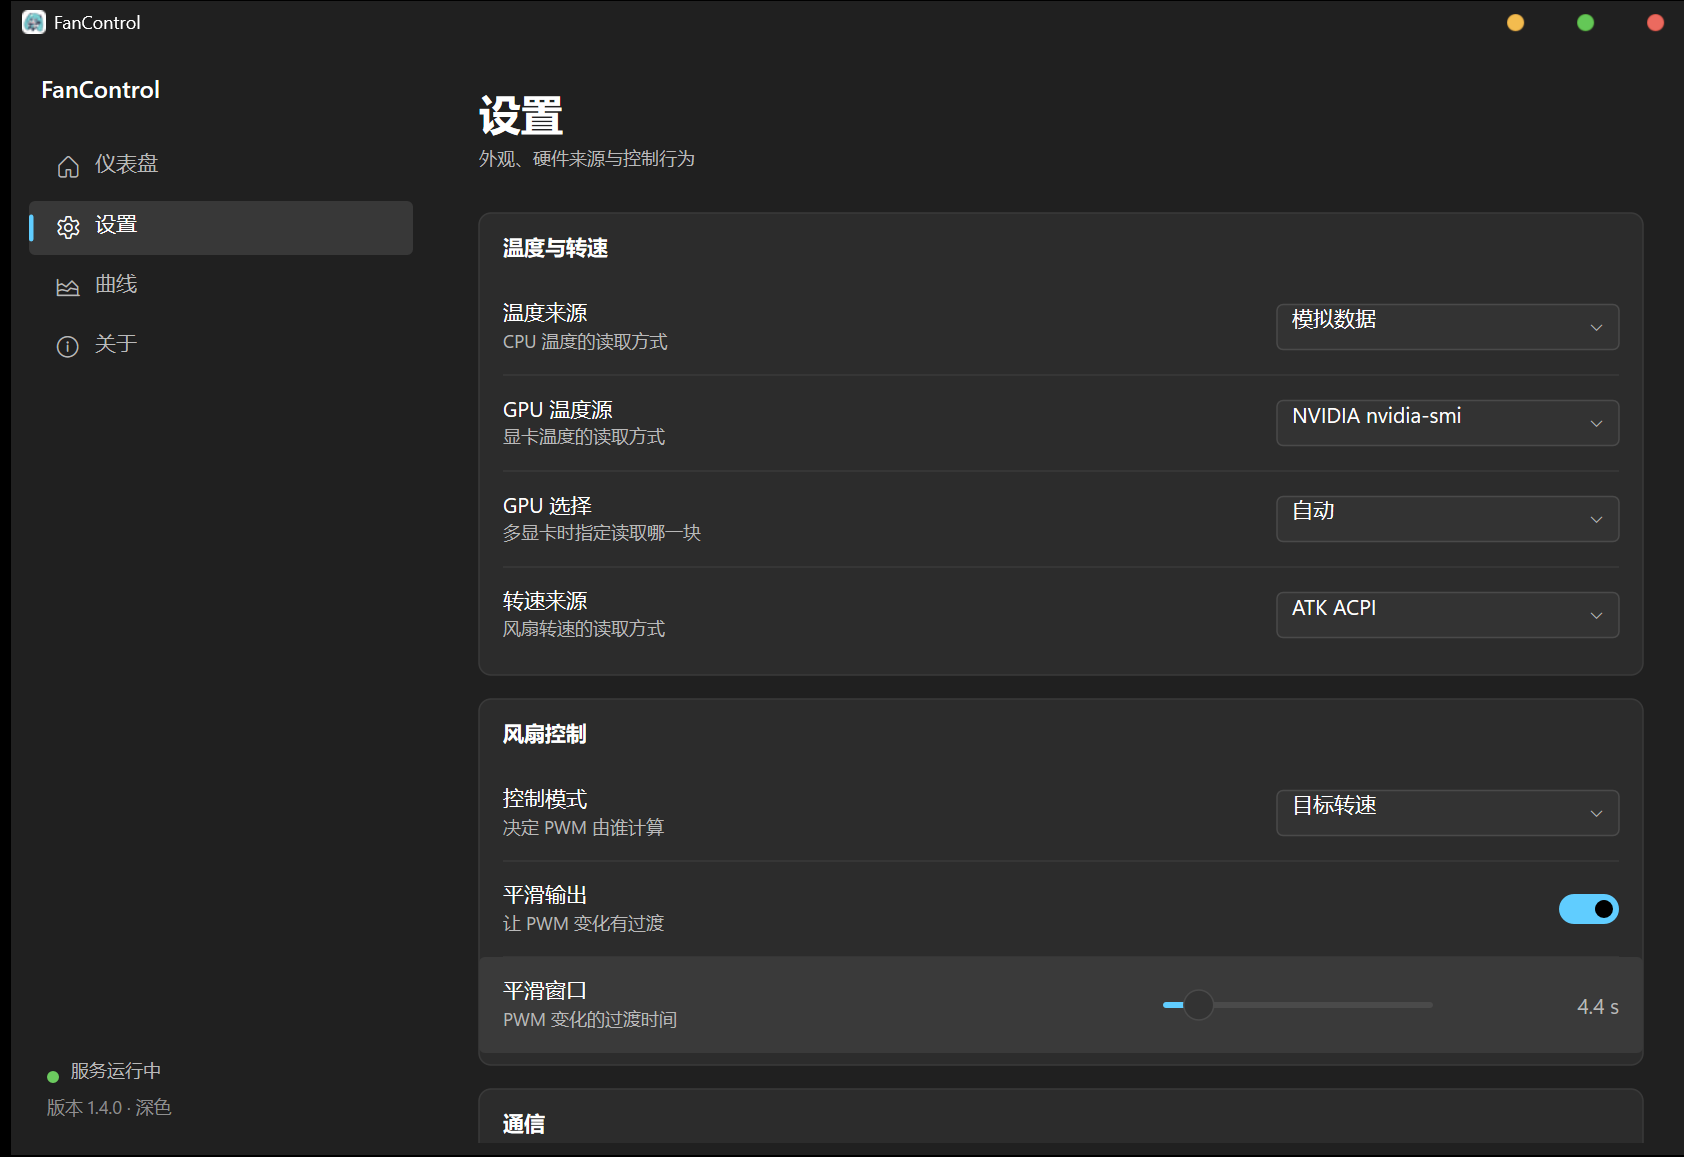 FanControl
FanControl
仪表盘
设置
曲线
关于
服务运行中
版本 1.4.0 · 深色
设置
外观、硬件来源与控制行为
温度与转速
温度来源
CPU 温度的读取方式
模拟数据
GPU 温度源
显卡温度的读取方式
NVIDIA nvidia-smi
GPU 选择
多显卡时指定读取哪一块
自动
转速来源
风扇转速的读取方式
ATK ACPI
风扇控制
控制模式
决定 PWM 由谁计算
目标转速
平滑输出
让 PWM 变化有过渡
平滑窗口
PWM 变化的过渡时间
4.4 s
通信